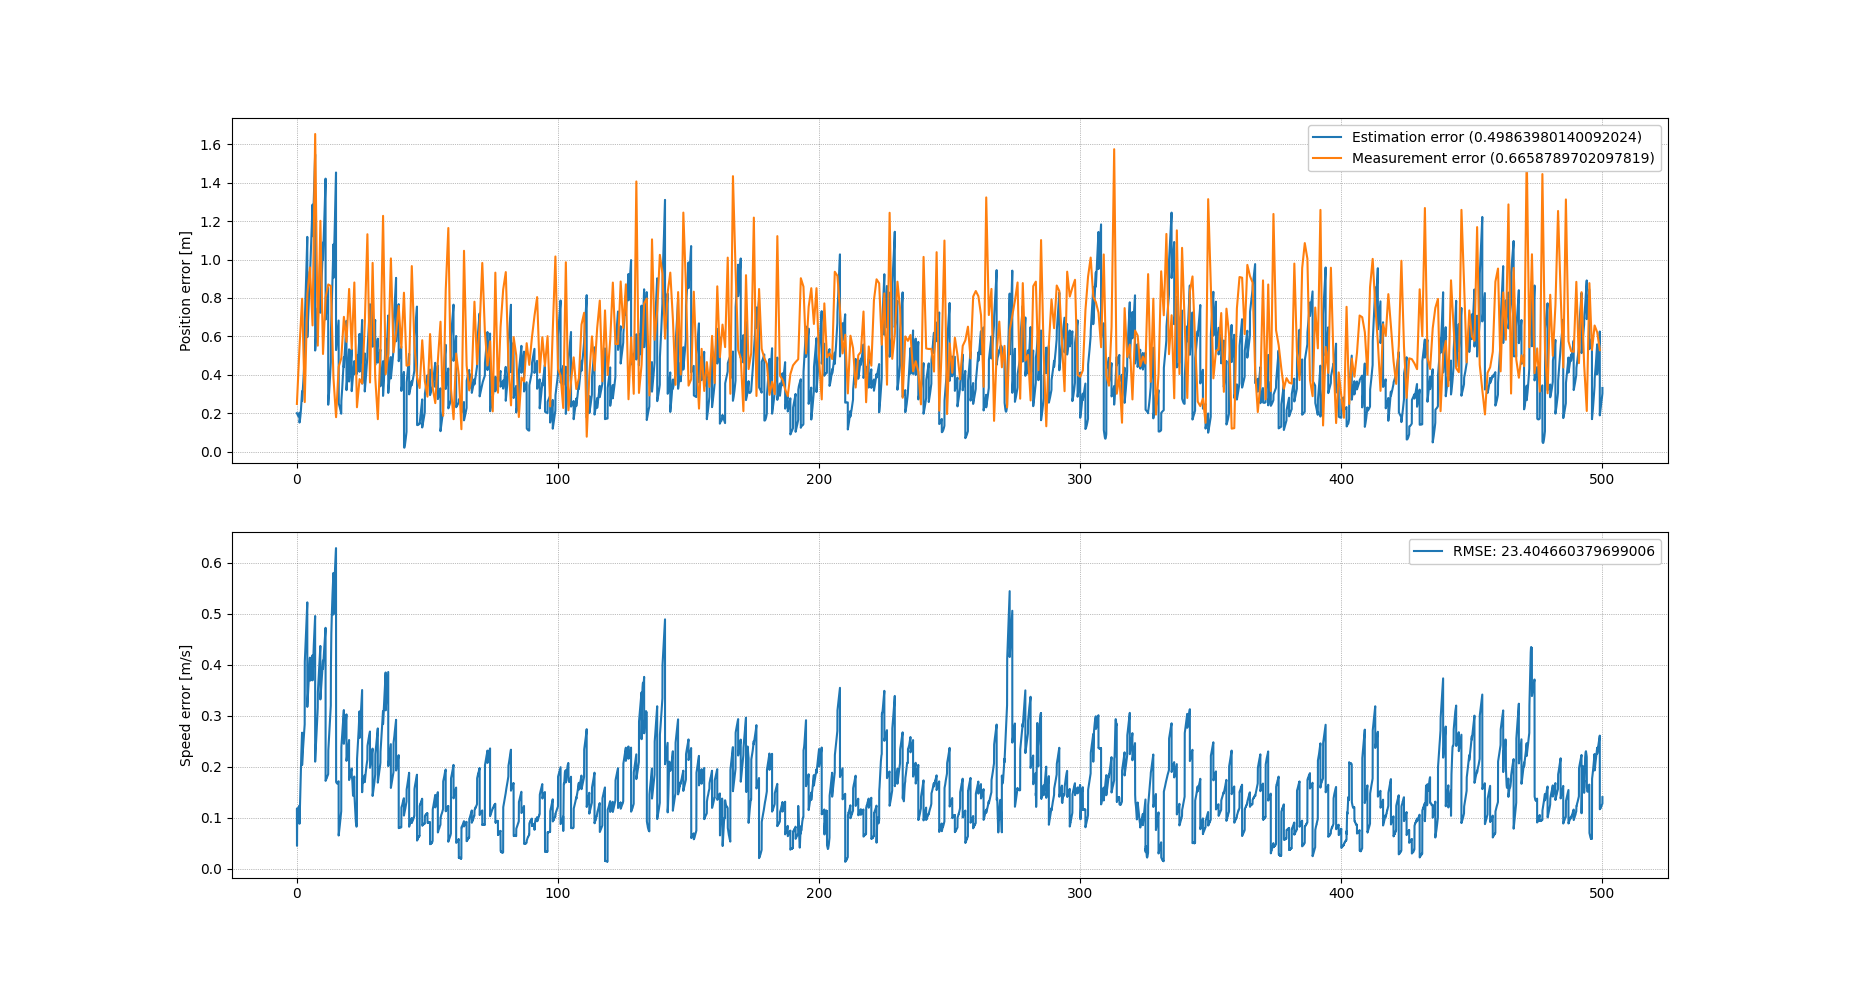 Position error [m]
1.6
1.4
1.2
1.0
0.8
0.6
0.4
0.2
0.0
Estimation error (0.49863980140092024)
Measurement error (0.6658789702097819)
0 100 200 300 400 500
Speed error [m/s]
0.6
0.5
0.4
0.3
0.2
0.1
0.0
RMSE: 23.404660379699006
0 100 200 300 400 500